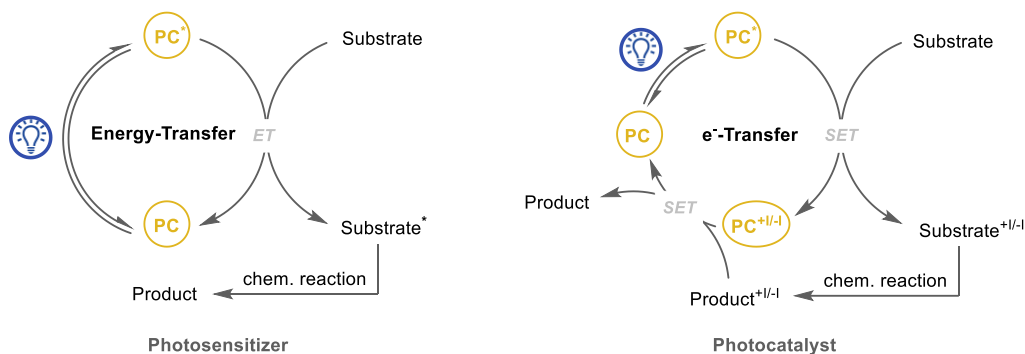 PC*
Substrate
Energy-Transfer
ET
PC
Substrate*
chem. reaction
Product
Photosensitizer
PC*
Substrate
PC
e⁻-Transfer
SET
Product
SET
PC⁺ᴵ/⁻ᴵ
Substrate⁺ᴵ/⁻ᴵ
chem. reaction
Product⁺ᴵ/⁻ᴵ
Photocatalyst